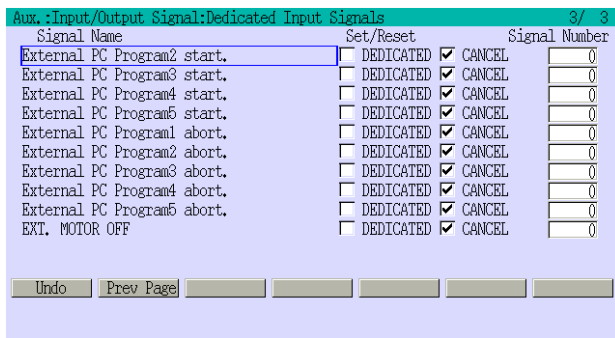 Aux.:Input/Output Signal:Dedicated Input Signals 3/ 3
Signal Name Set/Reset Signal Number
External PC Program2 start. DEDICATED CANCEL 0
External PC Program3 start. DEDICATED CANCEL 0
External PC Program4 start. DEDICATED CANCEL 0
External PC Program5 start. DEDICATED CANCEL 0
External PC Program1 abort. DEDICATED CANCEL 0
External PC Program2 abort. DEDICATED CANCEL 0
External PC Program3 abort. DEDICATED CANCEL 0
External PC Program4 abort. DEDICATED CANCEL 0
External PC Program5 abort. DEDICATED CANCEL 0
EXT. MOTOR OFF DEDICATED CANCEL 0
Undo Prev Page